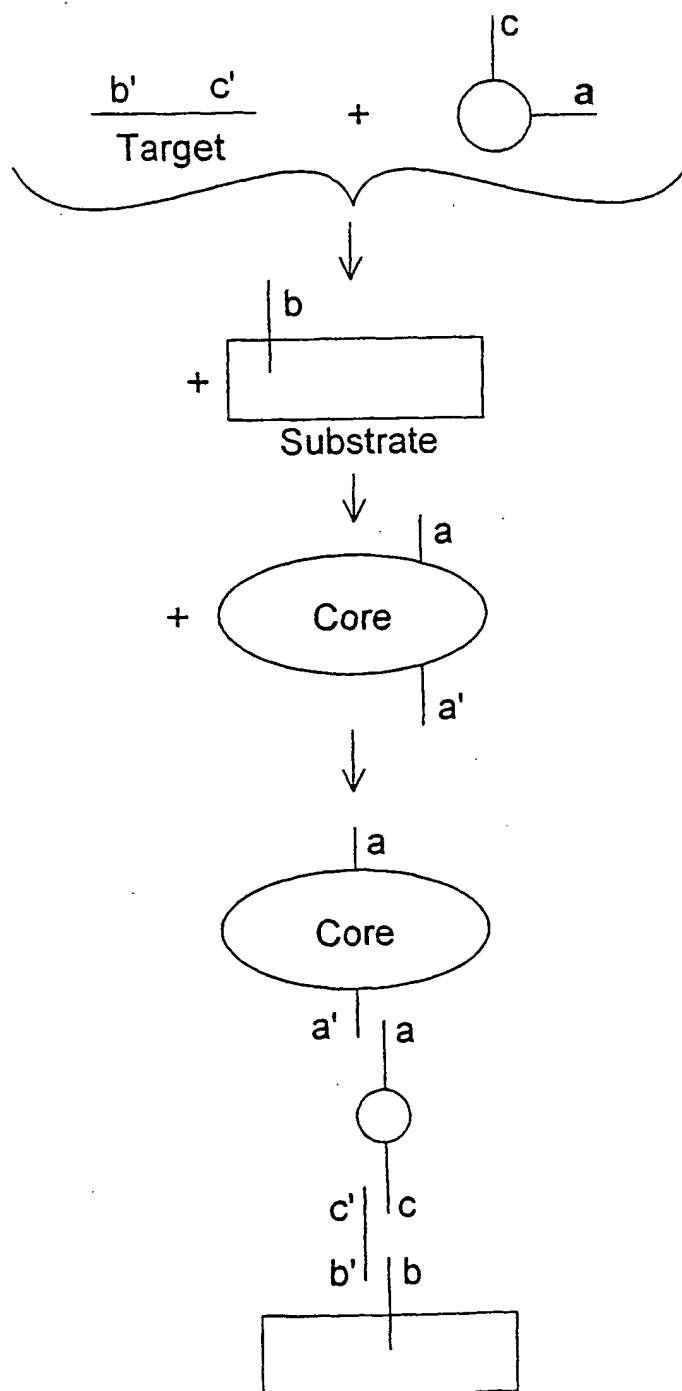 c
b' c' + a
Target
b
+
Substrate
a
+ Core
a'
a
Core
a' a
c' c
b' b